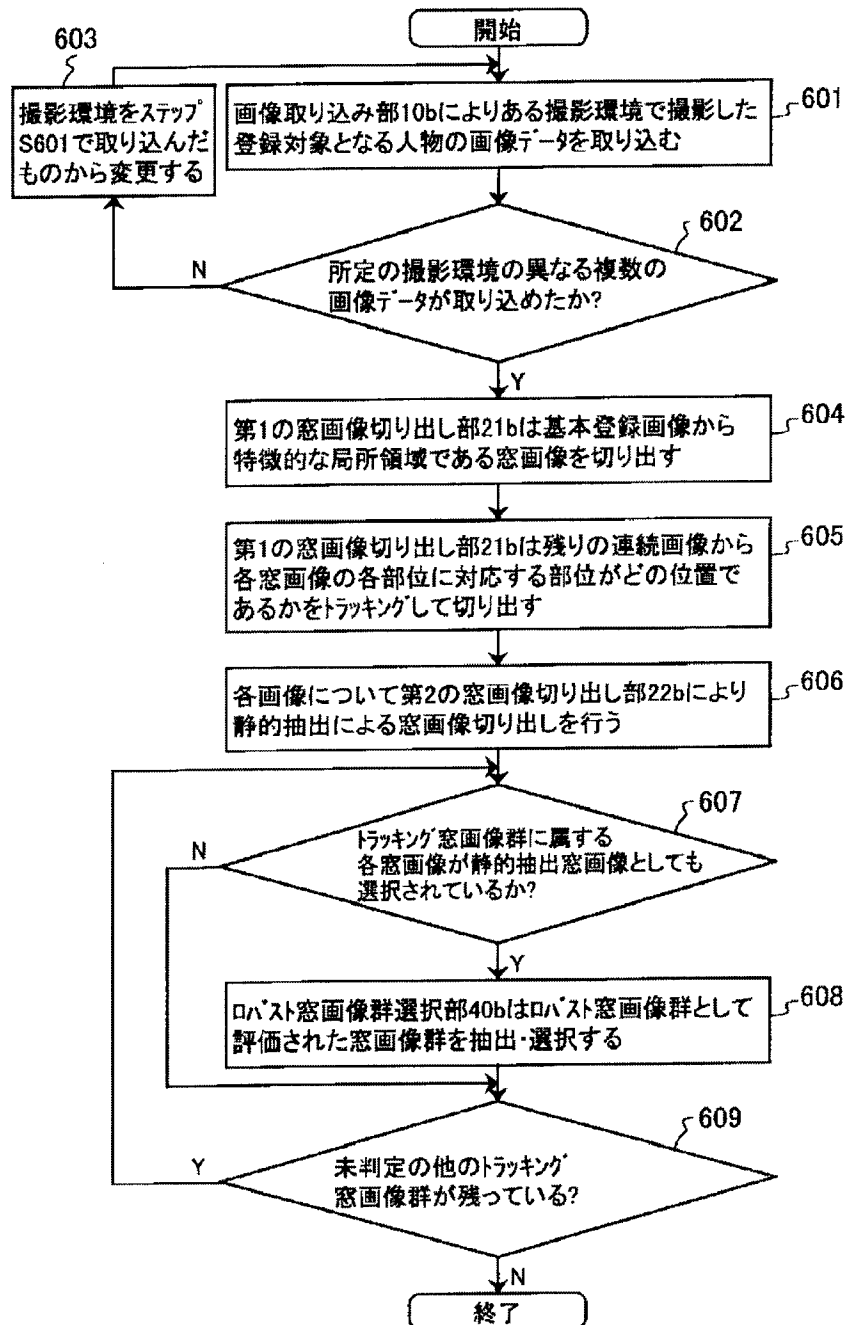 開始
603
撮影環境をステップ
S601で取り込んだ
ものから変更する
画像取り込み部10bによりある撮影環境で撮影した
登録対象となる人物の画像データを取り込む
601
602
N
所定の撮影環境の異なる複数の
画像データが取り込めたか?
Y
第1の窓画像切り出し部21bは基本登録画像から
特徴的な局所領域である窓画像を切り出す
604
第1の窓画像切り出し部21bは残りの連続画像から
各窓画像の各部位に対応する部位がどの位置で
あるかをトラッキングして切り出す
605
各画像について第2の窓画像切り出し部22bにより
静的抽出による窓画像切り出しを行う
606
607
N
トラッキング窓画像群に属する
各窓画像が静的抽出窓画像としても
選択されているか?
Y
ロバスト窓画像群選択部40bはロバスト窓画像群として
評価された窓画像群を抽出・選択する
608
609
Y
未判定の他のトラッキング
窓画像群が残っている?
N
終了